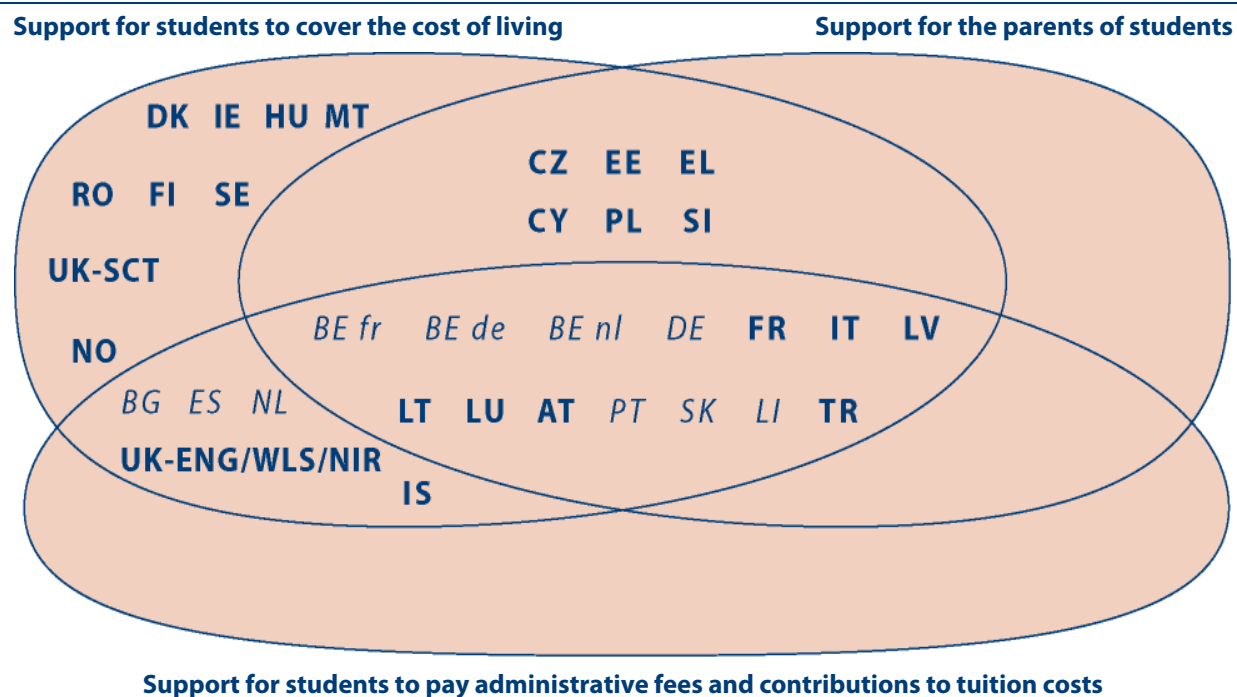 Support for students to cover the cost of living
Support for the parents of students
DK IE HU MT
CZ EE EL
RO FI SE
CY PL SI
UK-SCT
BE fr BE de BE nl DE FR IT LV
NO
BG ES NL
LT LU AT PT SK LI TR
UK-ENG/WLS/NIR
IS
Support for students to pay administrative fees and contributions to tuition costs